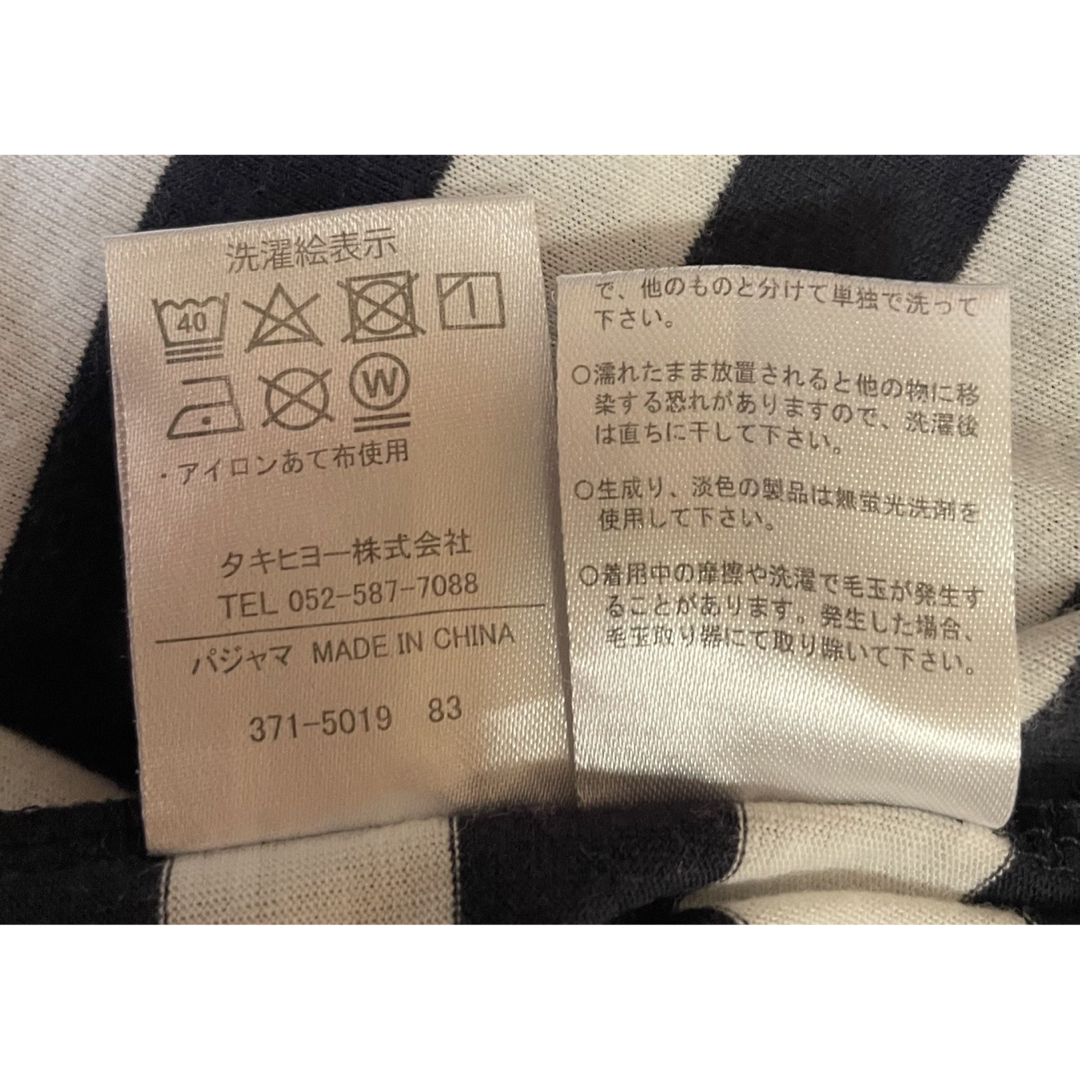 洗濯絵表示
40
W
・アイロンあて布使用
タキヒヨー株式会社
TEL 052-587-7088
パジャマ MADE IN CHINA
371-5019 83
で、他のものと分けて単独で洗って
下さい。
○濡れたまま放置されると他の物に移
染する恐れがありますので、洗濯後
は直ちに干して下さい。
○生成り、淡色の製品は無蛍光洗剤を
使用して下さい。
○着用中の摩擦や洗濯で毛玉が発生す
ることがあります。発生した場合、
毛玉取り器にて取り除いて下さい。